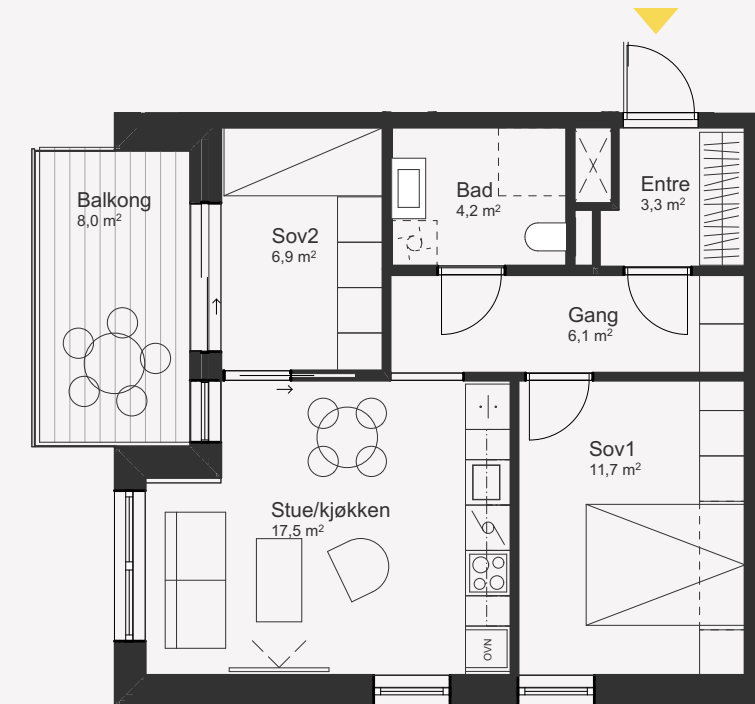 Balkong
8,0 m²
Sov2
6,9 m²
Bad
4,2 m²
Entre
3,3 m²
Gang
6,1 m²
Sov1
11,7 m²
Stue/kjøkken
17,5 m²
OVN